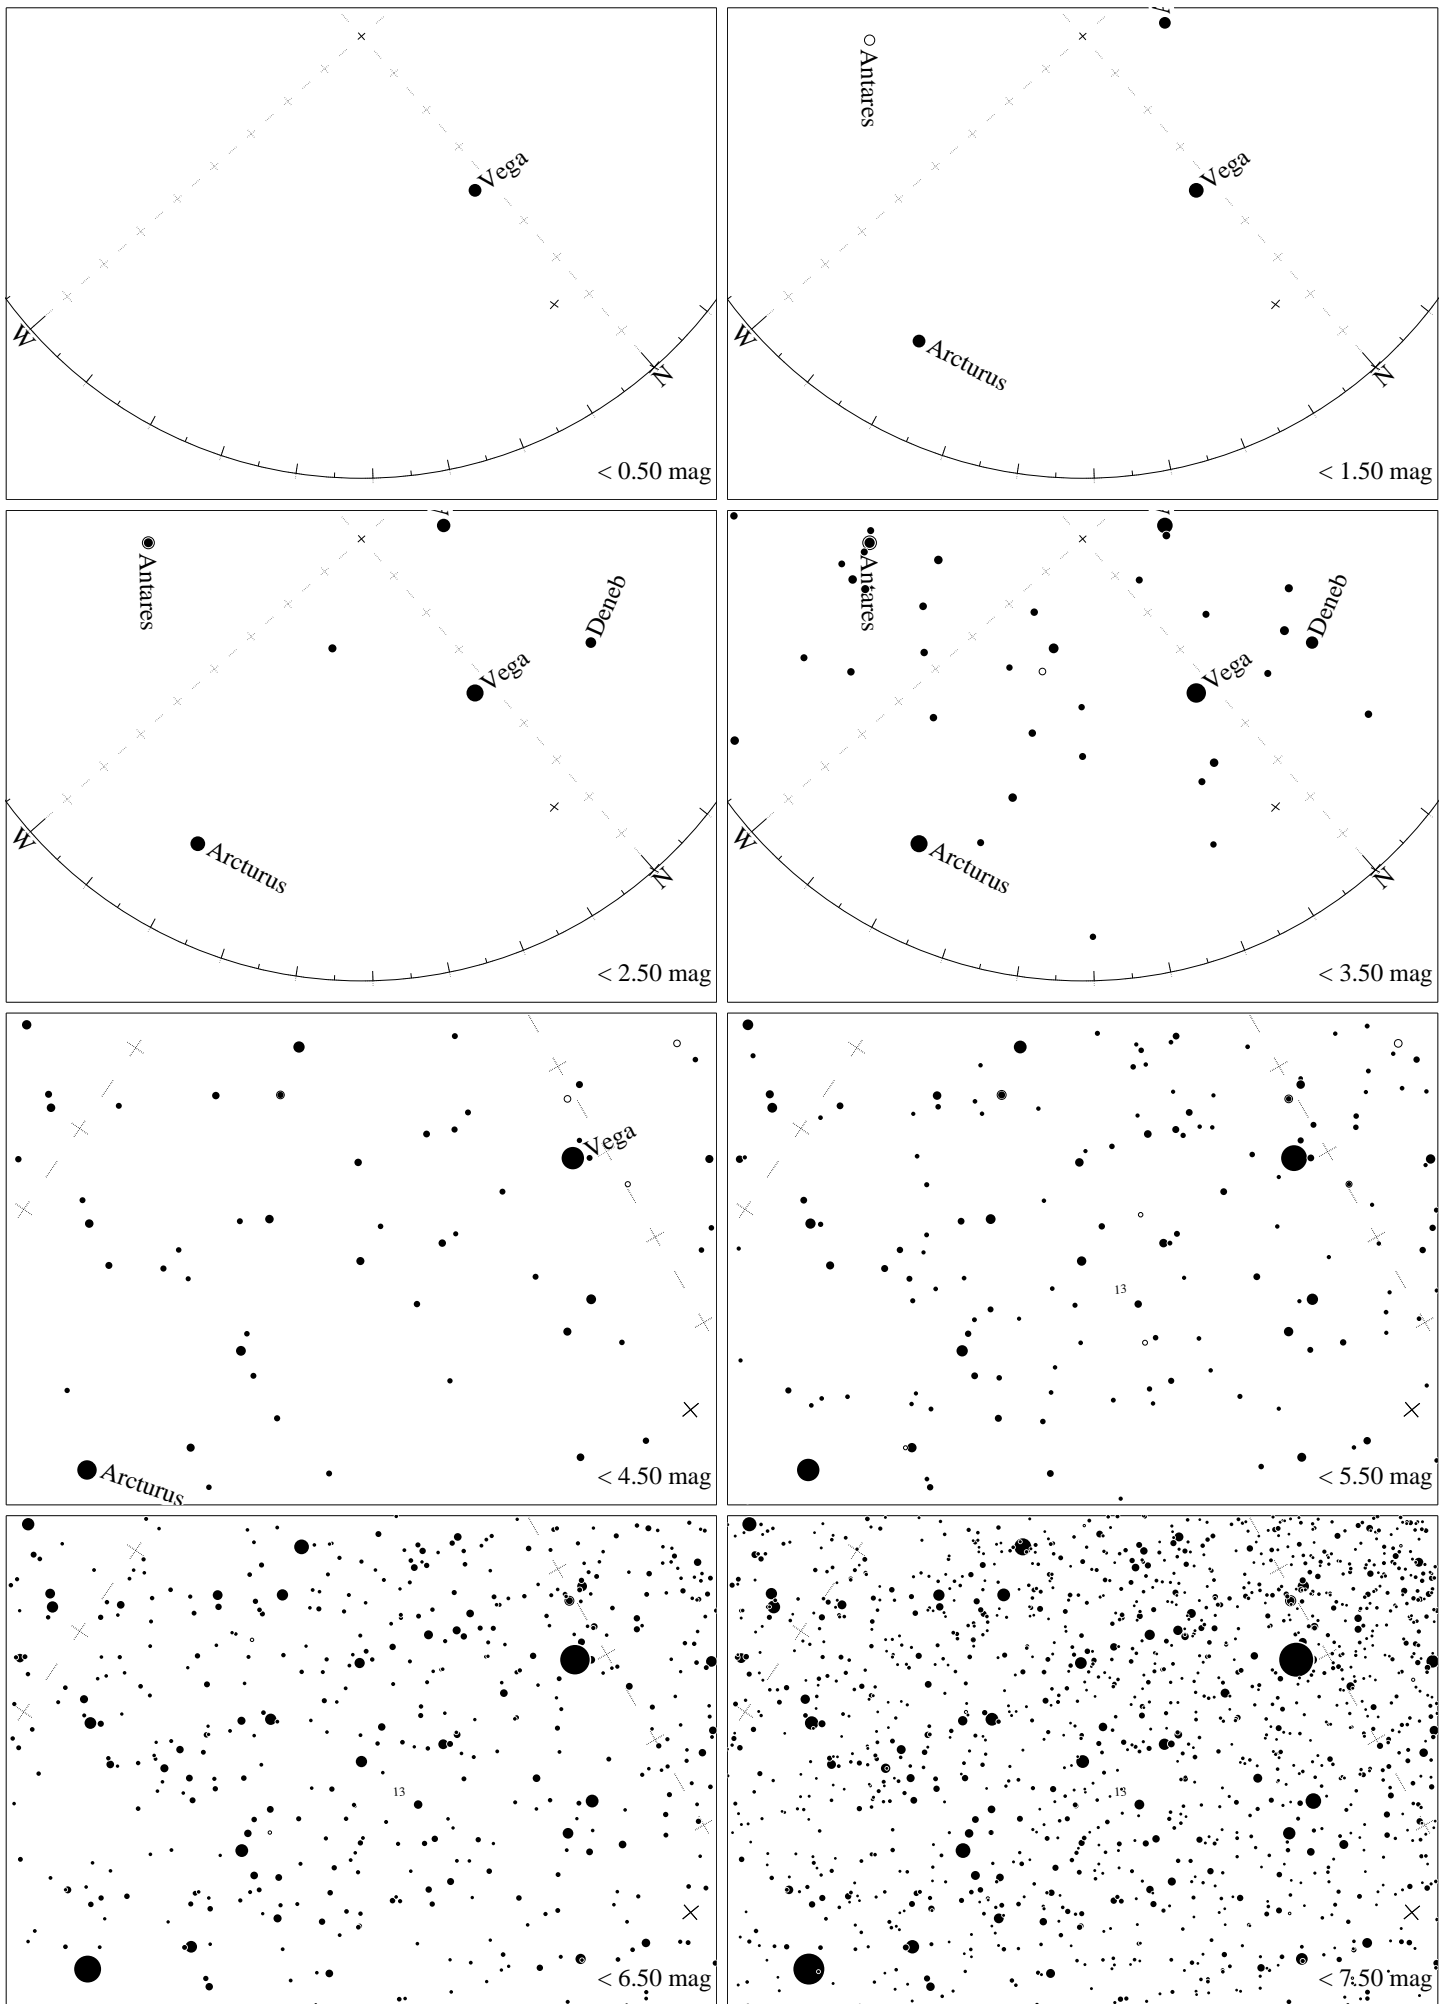 Vega
W
N
< 0.50 mag
Antares
Vega
Arcturus
W
N
< 1.50 mag
Antares
Deneb
Vega
Arcturus
W
N
< 2.50 mag
Antares
Deneb
Vega
Arcturus
W
N
< 3.50 mag
Vega
Arcturus
< 4.50 mag
13
< 5.50 mag
13
< 6.50 mag
13
< 7.50 mag